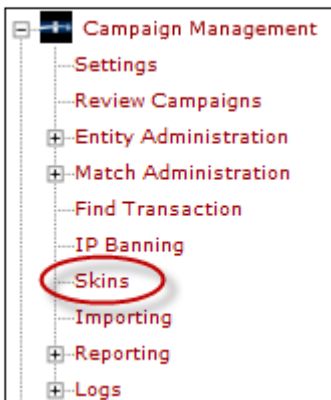 Campaign Management
Settings
Review Campaigns
Entity Administration
Match Administration
Find Transaction
IP Banning
Skins
Importing
Reporting
Logs